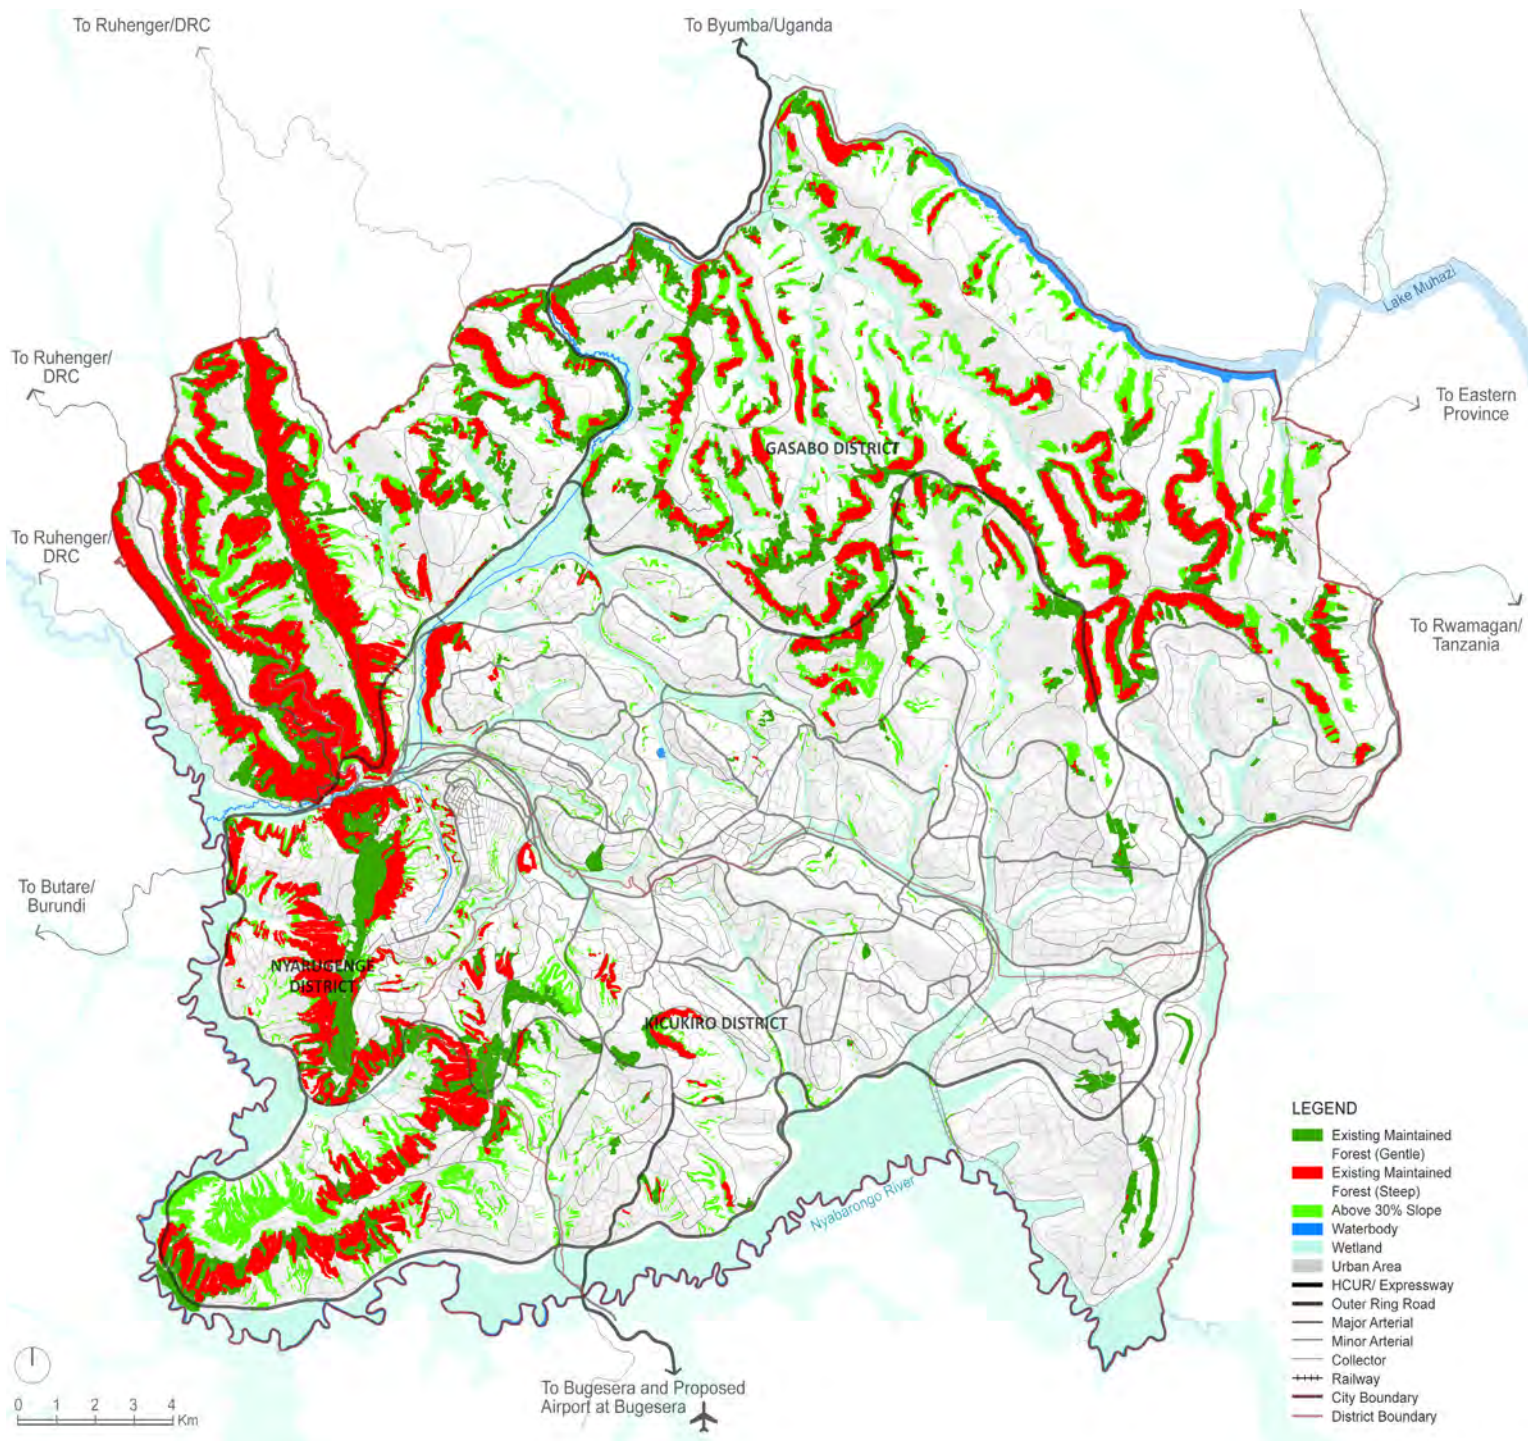 To Ruhenger/DRC
To Byumba/Uganda
Lake Muhazi
To Ruhenger/
DRC
To Eastern
Province
GASABO DISTRICT
To Ruhenger/
DRC
To Rwamagan/
Tanzania
To Butare/
Burundi
NYARUGENGE
DISTRICT
KICUKIRO DISTRICT
Nyabarongo River
LEGEND
Existing Maintained
Forest (Gentle)
Existing Maintained
Forest (Steep)
Above 30% Slope
Waterbody
Wetland
Urban Area
HCUR/ Expressway
Outer Ring Road
Major Arterial
Minor Arterial
Collector
Railway
City Boundary
District Boundary
0 1 2 3 4
Km
To Bugesera and Proposed
Airport at Bugesera